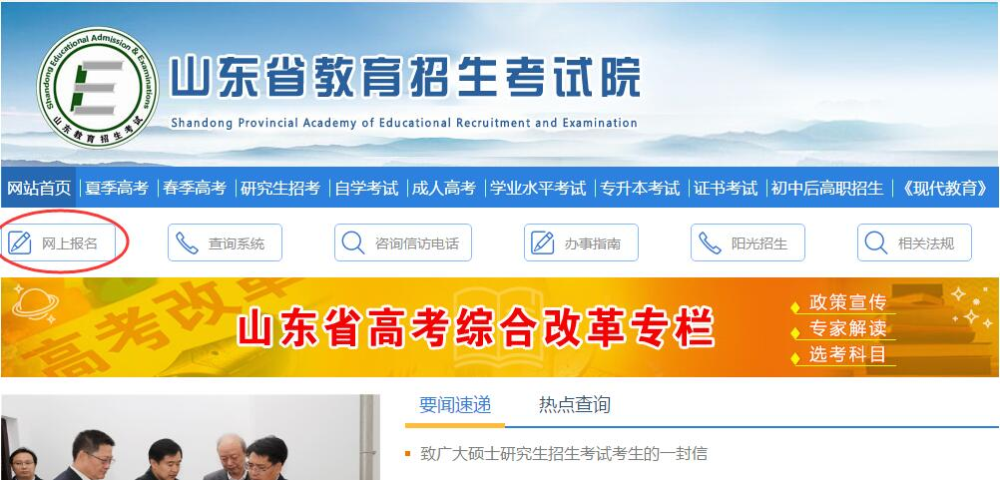 Shandong Educational Admission & Examinations
山东教育招生考试
山东省教育招生考试院
Shandong Provincial Academy of Educational Recruitment and Examination
网站首页 夏季高考 春季高考 研究生招考 自学考试 成人高考 学业水平考试 专升本考试 证书考试 初中后高职招生 《现代教育》
网上报名 查询系统 咨询信访电话 办事指南 阳光招生 相关法规
高考改革
山东省高考综合改革专栏
政策宣传
专家解读
选考科目
要闻速递 热点查询
致广大硕士研究生招生考试考生的一封信